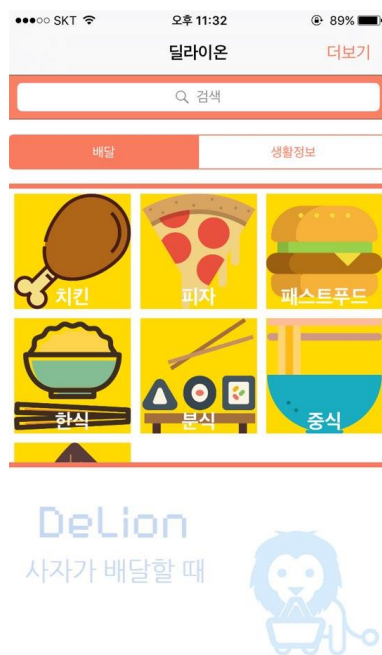 SKT 오후 11:32 89%
딜라이온 더보기
검색
배달 생활정보
치킨 피자 패스트푸드
한식 분식 중식
DeLion
사자가 배달할 때